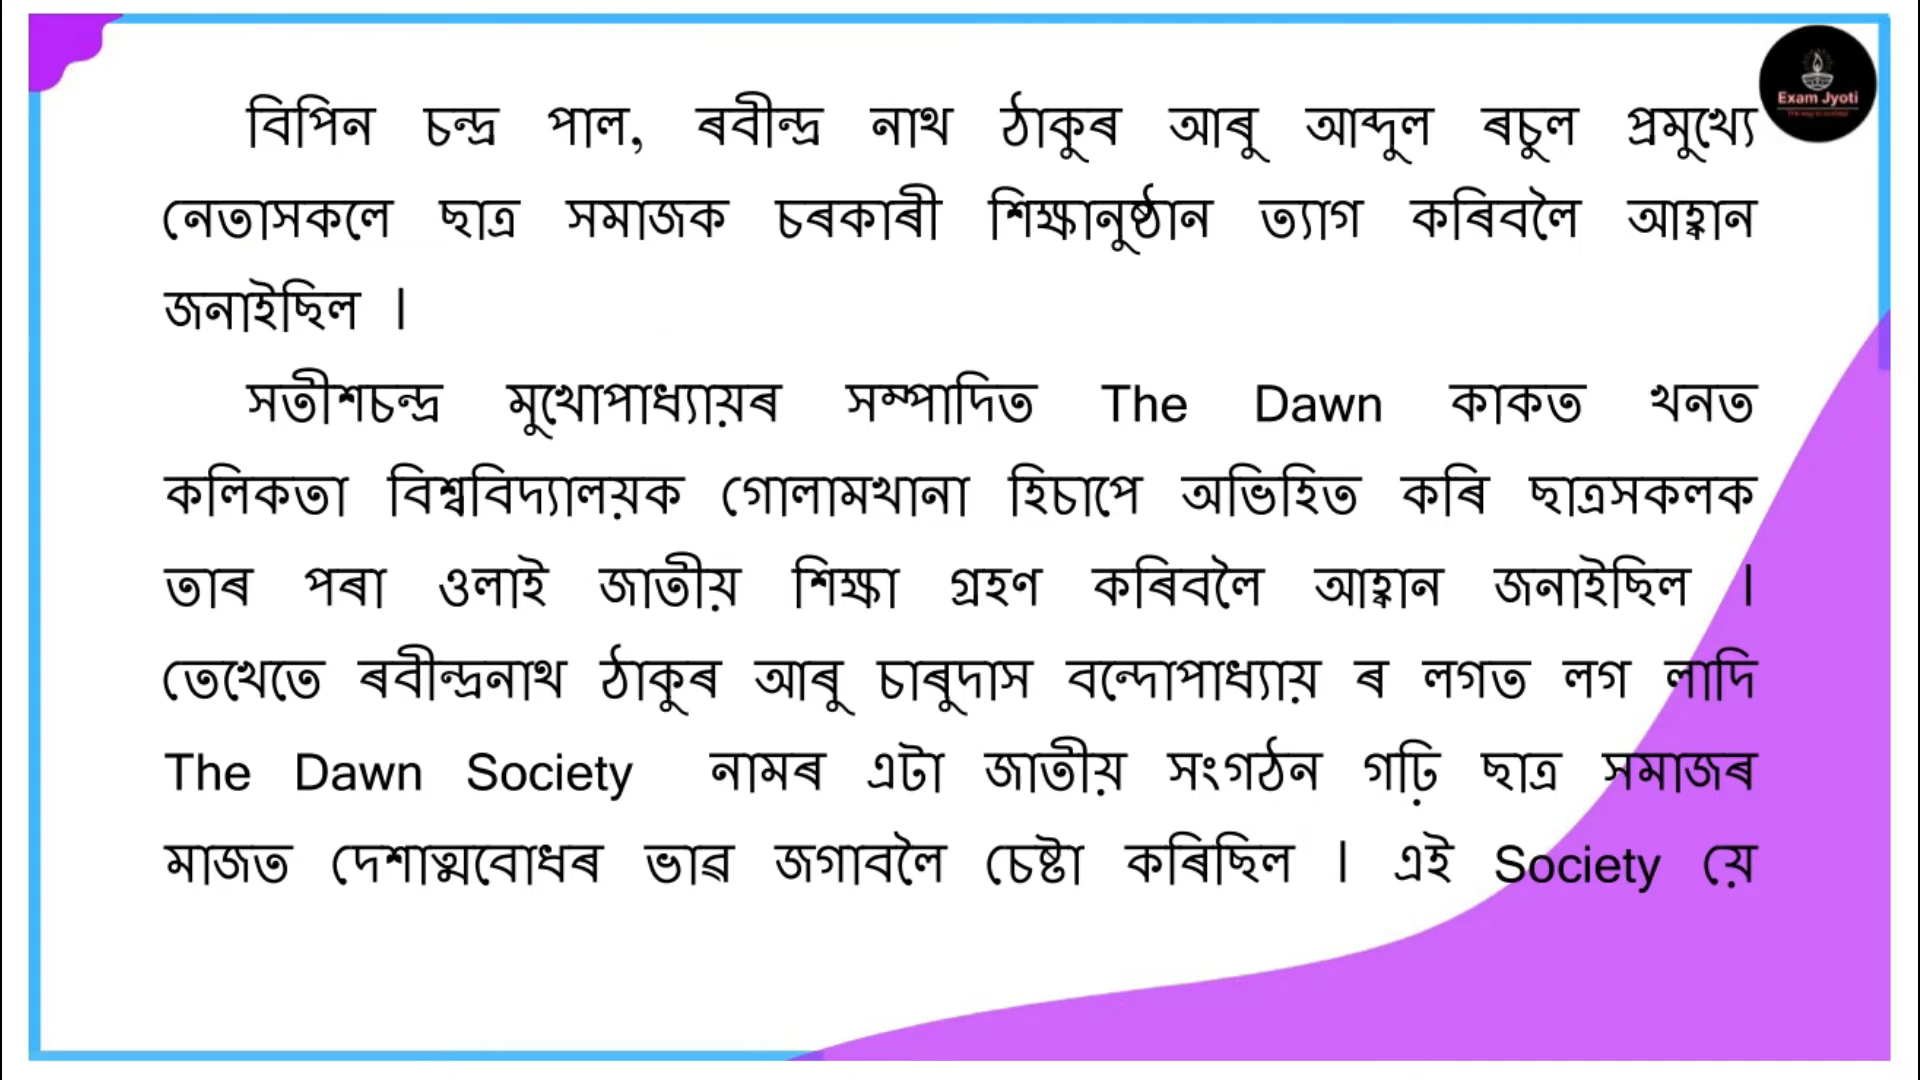 বিপিন চন্দ্ৰ পাল, ৰবীন্দ্ৰ নাথ ঠাকুৰ আৰু আব্দুল ৰচুল প্ৰমুখ্যে
নেতাসকলে ছাত্ৰ সমাজক চৰকাৰী শিক্ষানুষ্ঠান ত্যাগ কৰিবলৈ আহ্বান
জনাইছিল ।
সতীশচন্দ্ৰ মুখোপাধ্যায়ৰ সম্পাদিত The Dawn কাকত খনত
কলিকতা বিশ্ববিদ্যালয়ক গোলামখানা হিচাপে অভিহিত কৰি ছাত্ৰসকলক
তাৰ পৰা ওলাই জাতীয় শিক্ষা গ্ৰহণ কৰিবলৈ আহ্বান জনাইছিল ।
তেখেতে ৰবীন্দ্ৰনাথ ঠাকুৰ আৰু চাৰুদাস বন্দোপাধ্যায় ৰ লগত লগ লাদি
The Dawn Society নামৰ এটা জাতীয় সংগঠন গঢ়ি ছাত্ৰ সমাজৰ
মাজত দেশাত্মবোধৰ ভাৱ জগাবলৈ চেষ্টা কৰিছিল । এই Society য়ে
Exam Jyoti